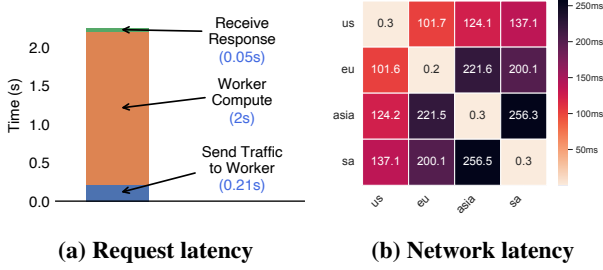 Receive
Response
(0.05s)
Worker
Compute
(2s)
Send Traffic
to Worker
(0.21s)
Time (s)
2.0
1.5
1.0
0.5
0.0
(a) Request latency
us 0.3 101.7 124.1 137.1
eu 101.6 0.2 221.6 200.1
asia 124.2 221.5 0.3 256.3
sa 137.1 200.1 256.5 0.3
us eu asia sa
250ms
200ms
150ms
100ms
50ms
(b) Network latency